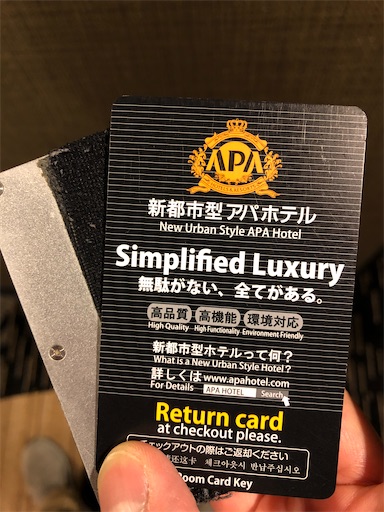 APA
新都市型アパホテル
New Urban Style APA Hotel
Simplified Luxury
無駄がない、全てがある。
高品質 高機能 環境対応
High Quality High Functionality Environment Friendly
新都市型ホテルって何?
What is a New Urban Style Hotel?
詳しくは www.apahotel.com
For Details APA HOTEL Search
Return card
at checkout please.
チェックアウトの際はご返却ください
还这卡 체크아웃시 반납주십시오
Room Card Key